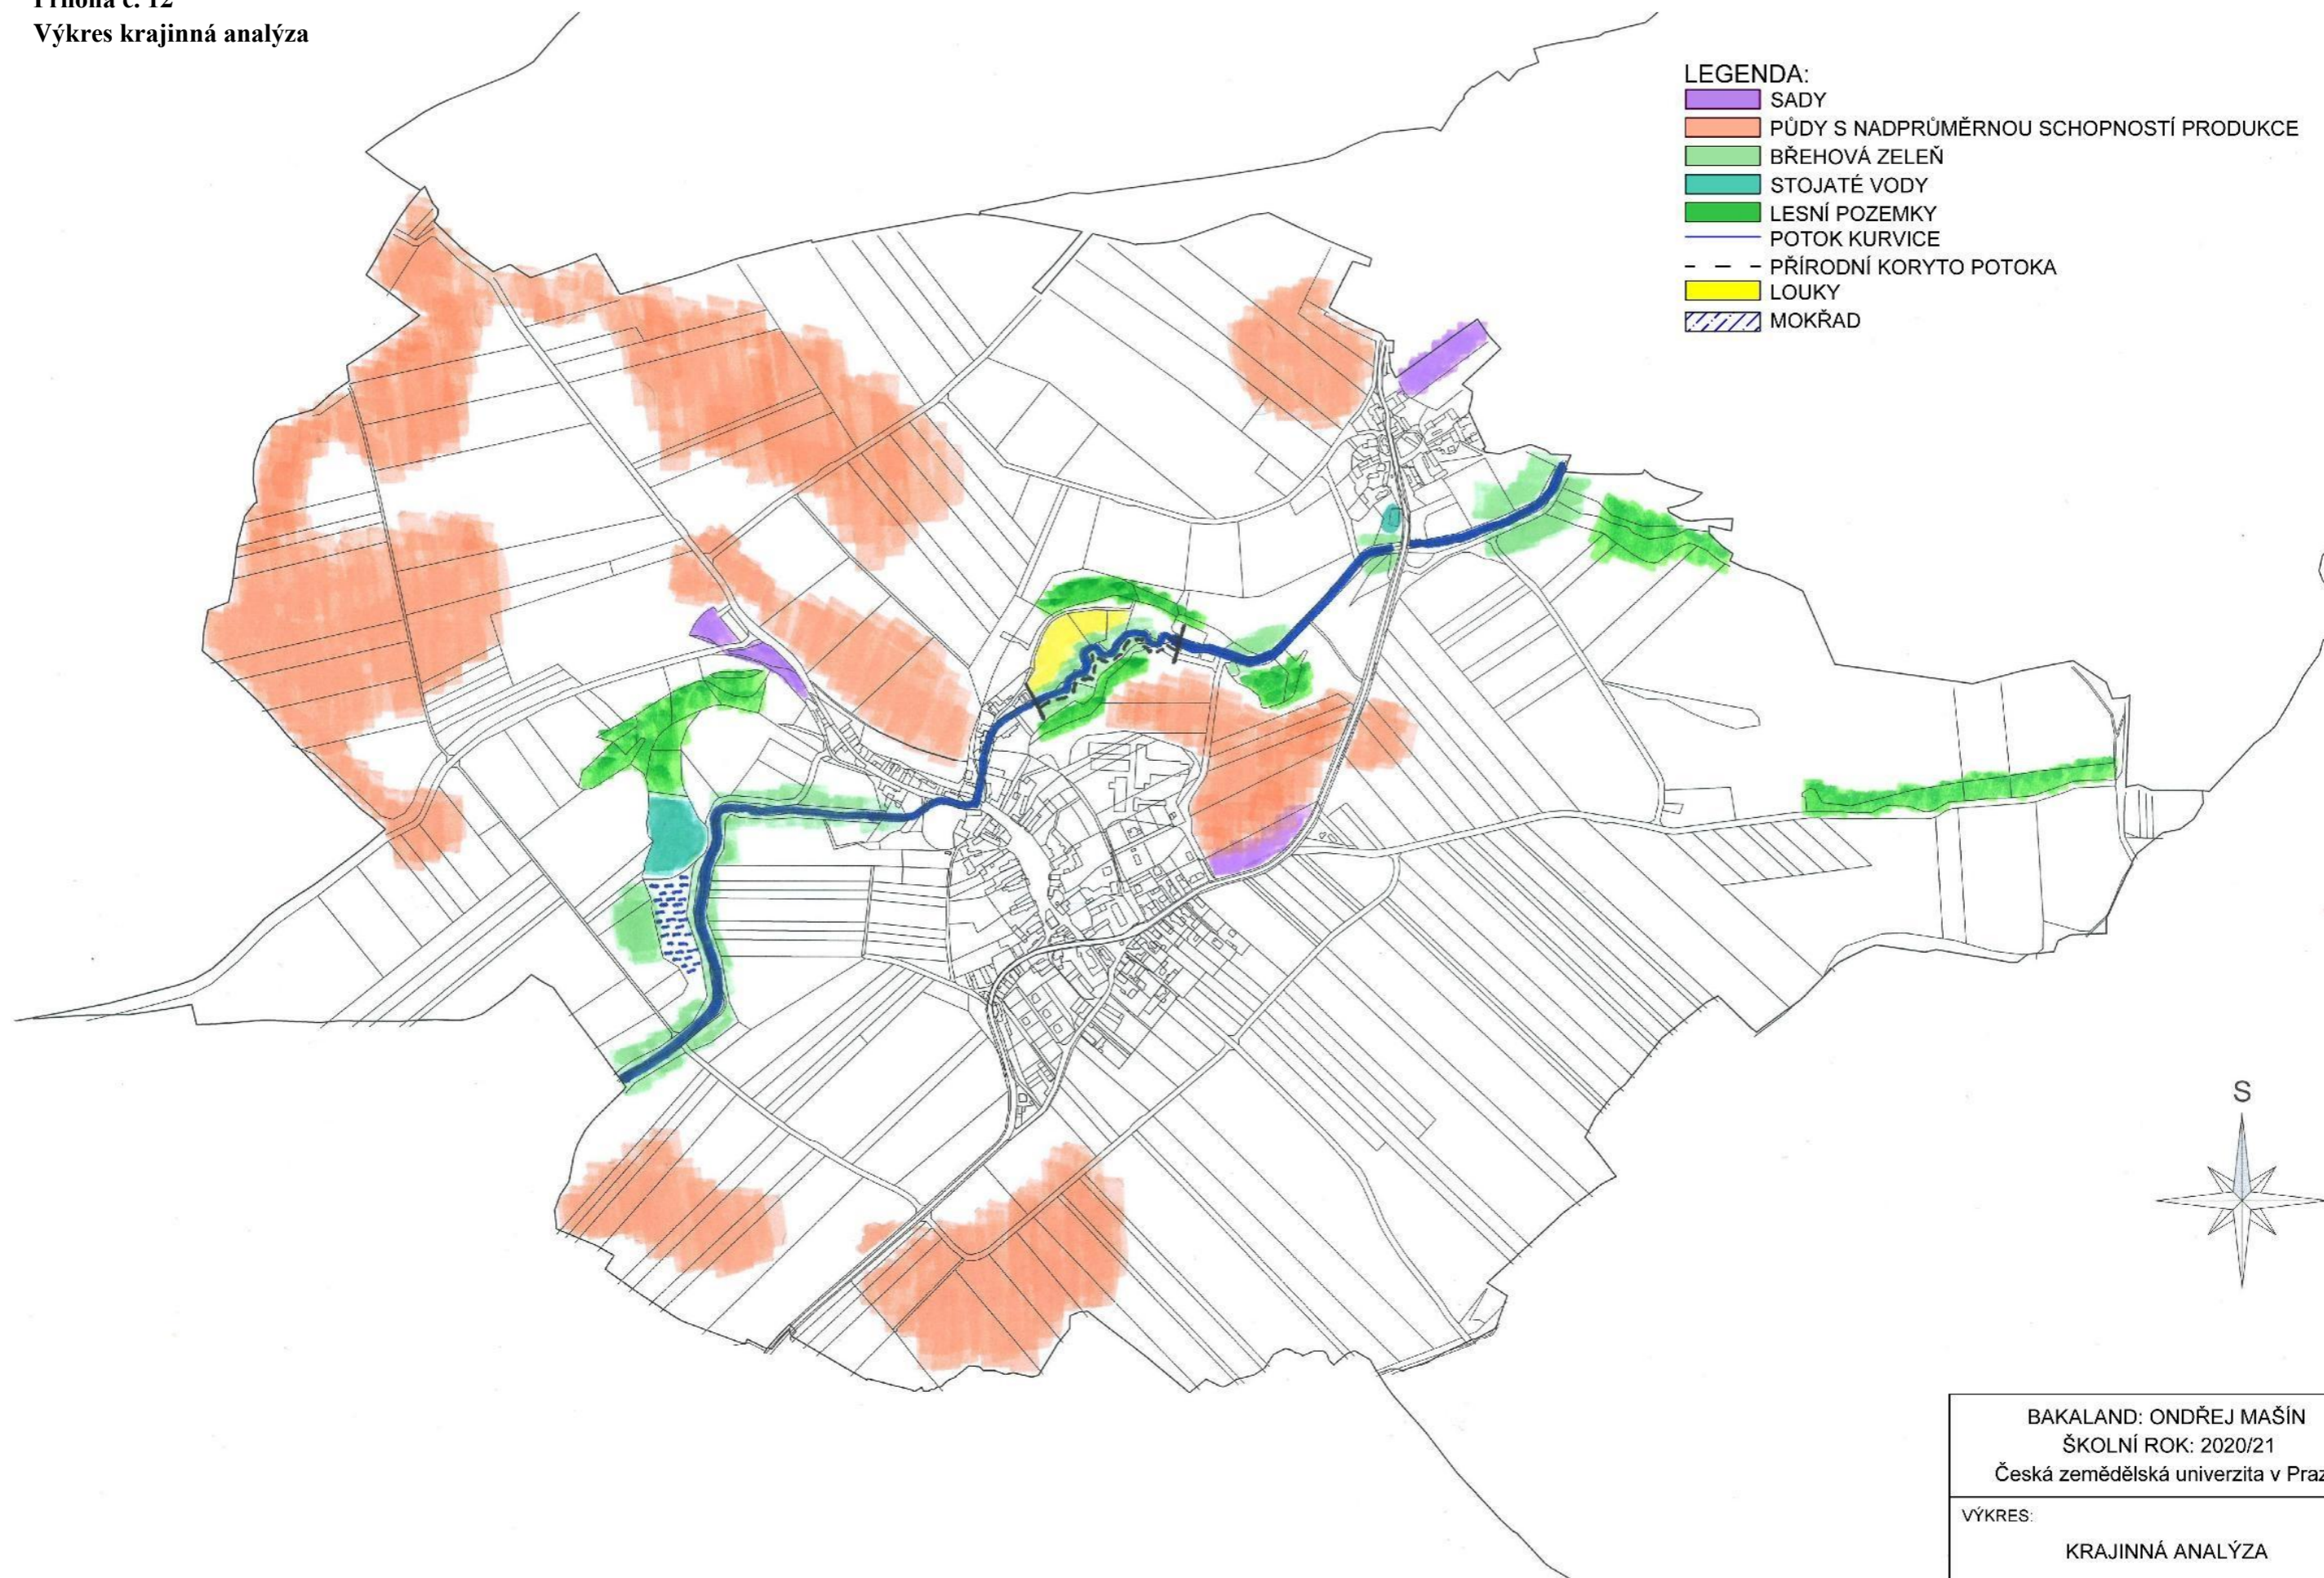 Výkres krajinná analýza
LEGENDA:
SADY
PŮDY S NADPRŮMĚRNOU SCHOPNOSTÍ PRODUKCE
BŘEHOVÁ ZELEŇ
STOJATÉ VODY
LESNÍ POZEMKY
POTOK KURVICE
PŘÍRODNÍ KORYTO POTOKA
LOUKY
MOKŘAD
S
BAKALAND: ONDŘEJ MAŠÍN
ŠKOLNÍ ROK: 2020/21
Česká zemědělská univerzita v Praz
VÝKRES:
KRAJINNÁ ANALÝZA